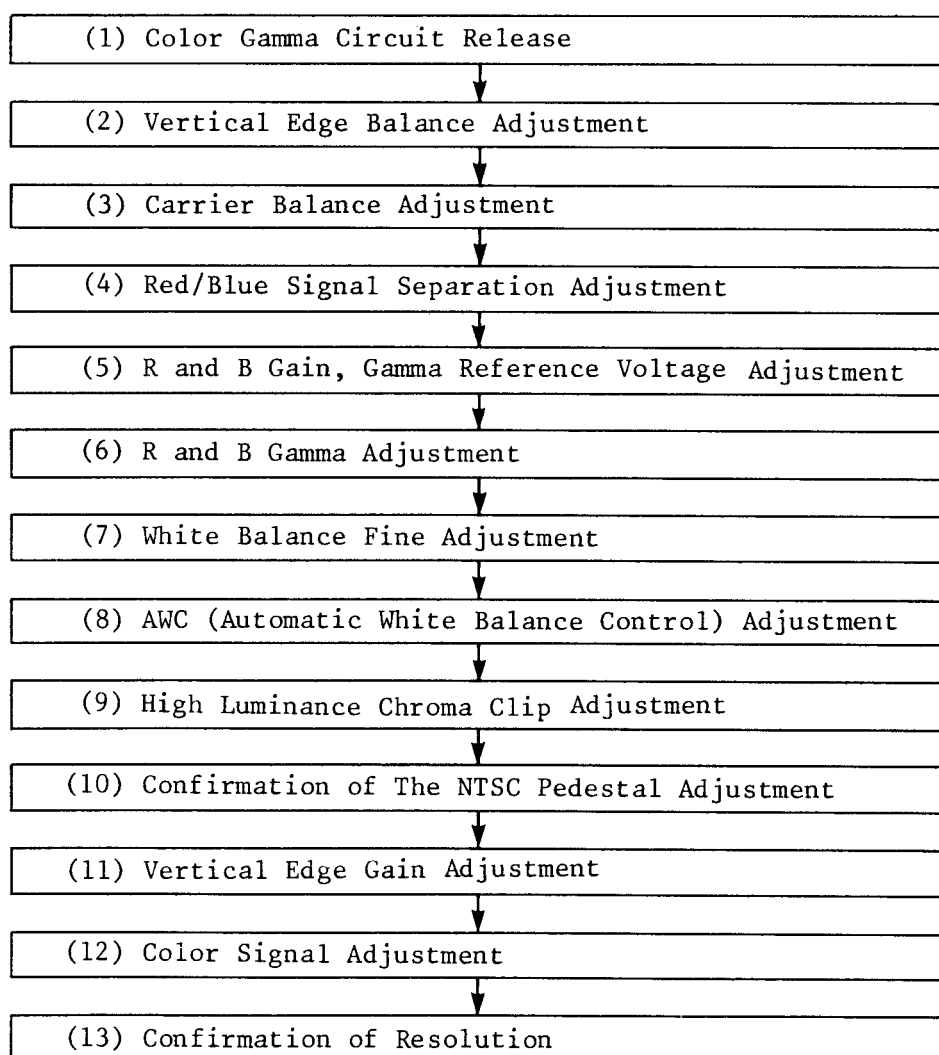 (1) Color Gamma Circuit Release
(2) Vertical Edge Balance Adjustment
(3) Carrier Balance Adjustment
(4) Red/Blue Signal Separation Adjustment
(5) R and B Gain, Gamma Reference Voltage Adjustment
(6) R and B Gamma Adjustment
(7) White Balance Fine Adjustment
(8) AWC (Automatic White Balance Control) Adjustment
(9) High Luminance Chroma Clip Adjustment
(10) Confirmation of The NTSC Pedestal Adjustment
(11) Vertical Edge Gain Adjustment
(12) Color Signal Adjustment
(13) Confirmation of Resolution